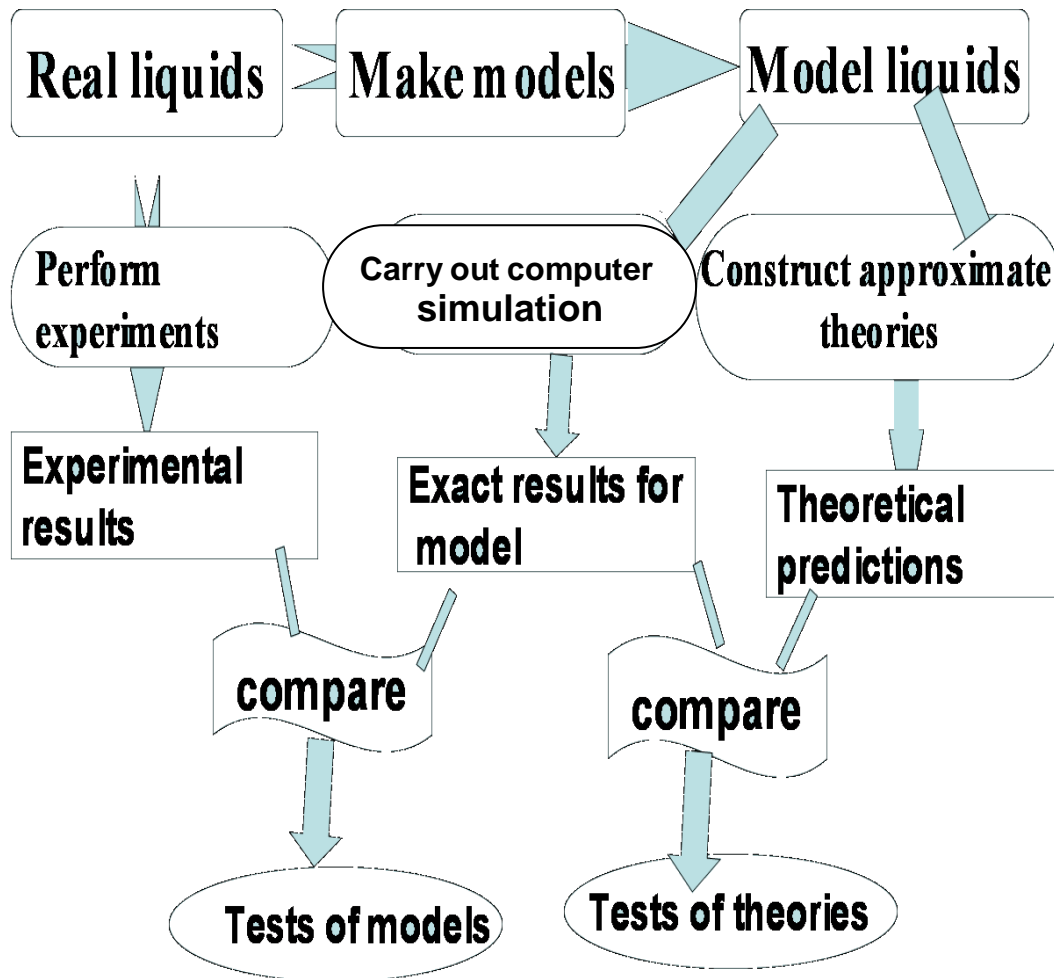 Real liquids
Make models
Model liquids
Perform
experiments
Carry out computer
simulation
Construct approximate
theories
Experimental
results
Exact results for
model
Theoretical
predictions
compare
compare
Tests of models
Tests of theories